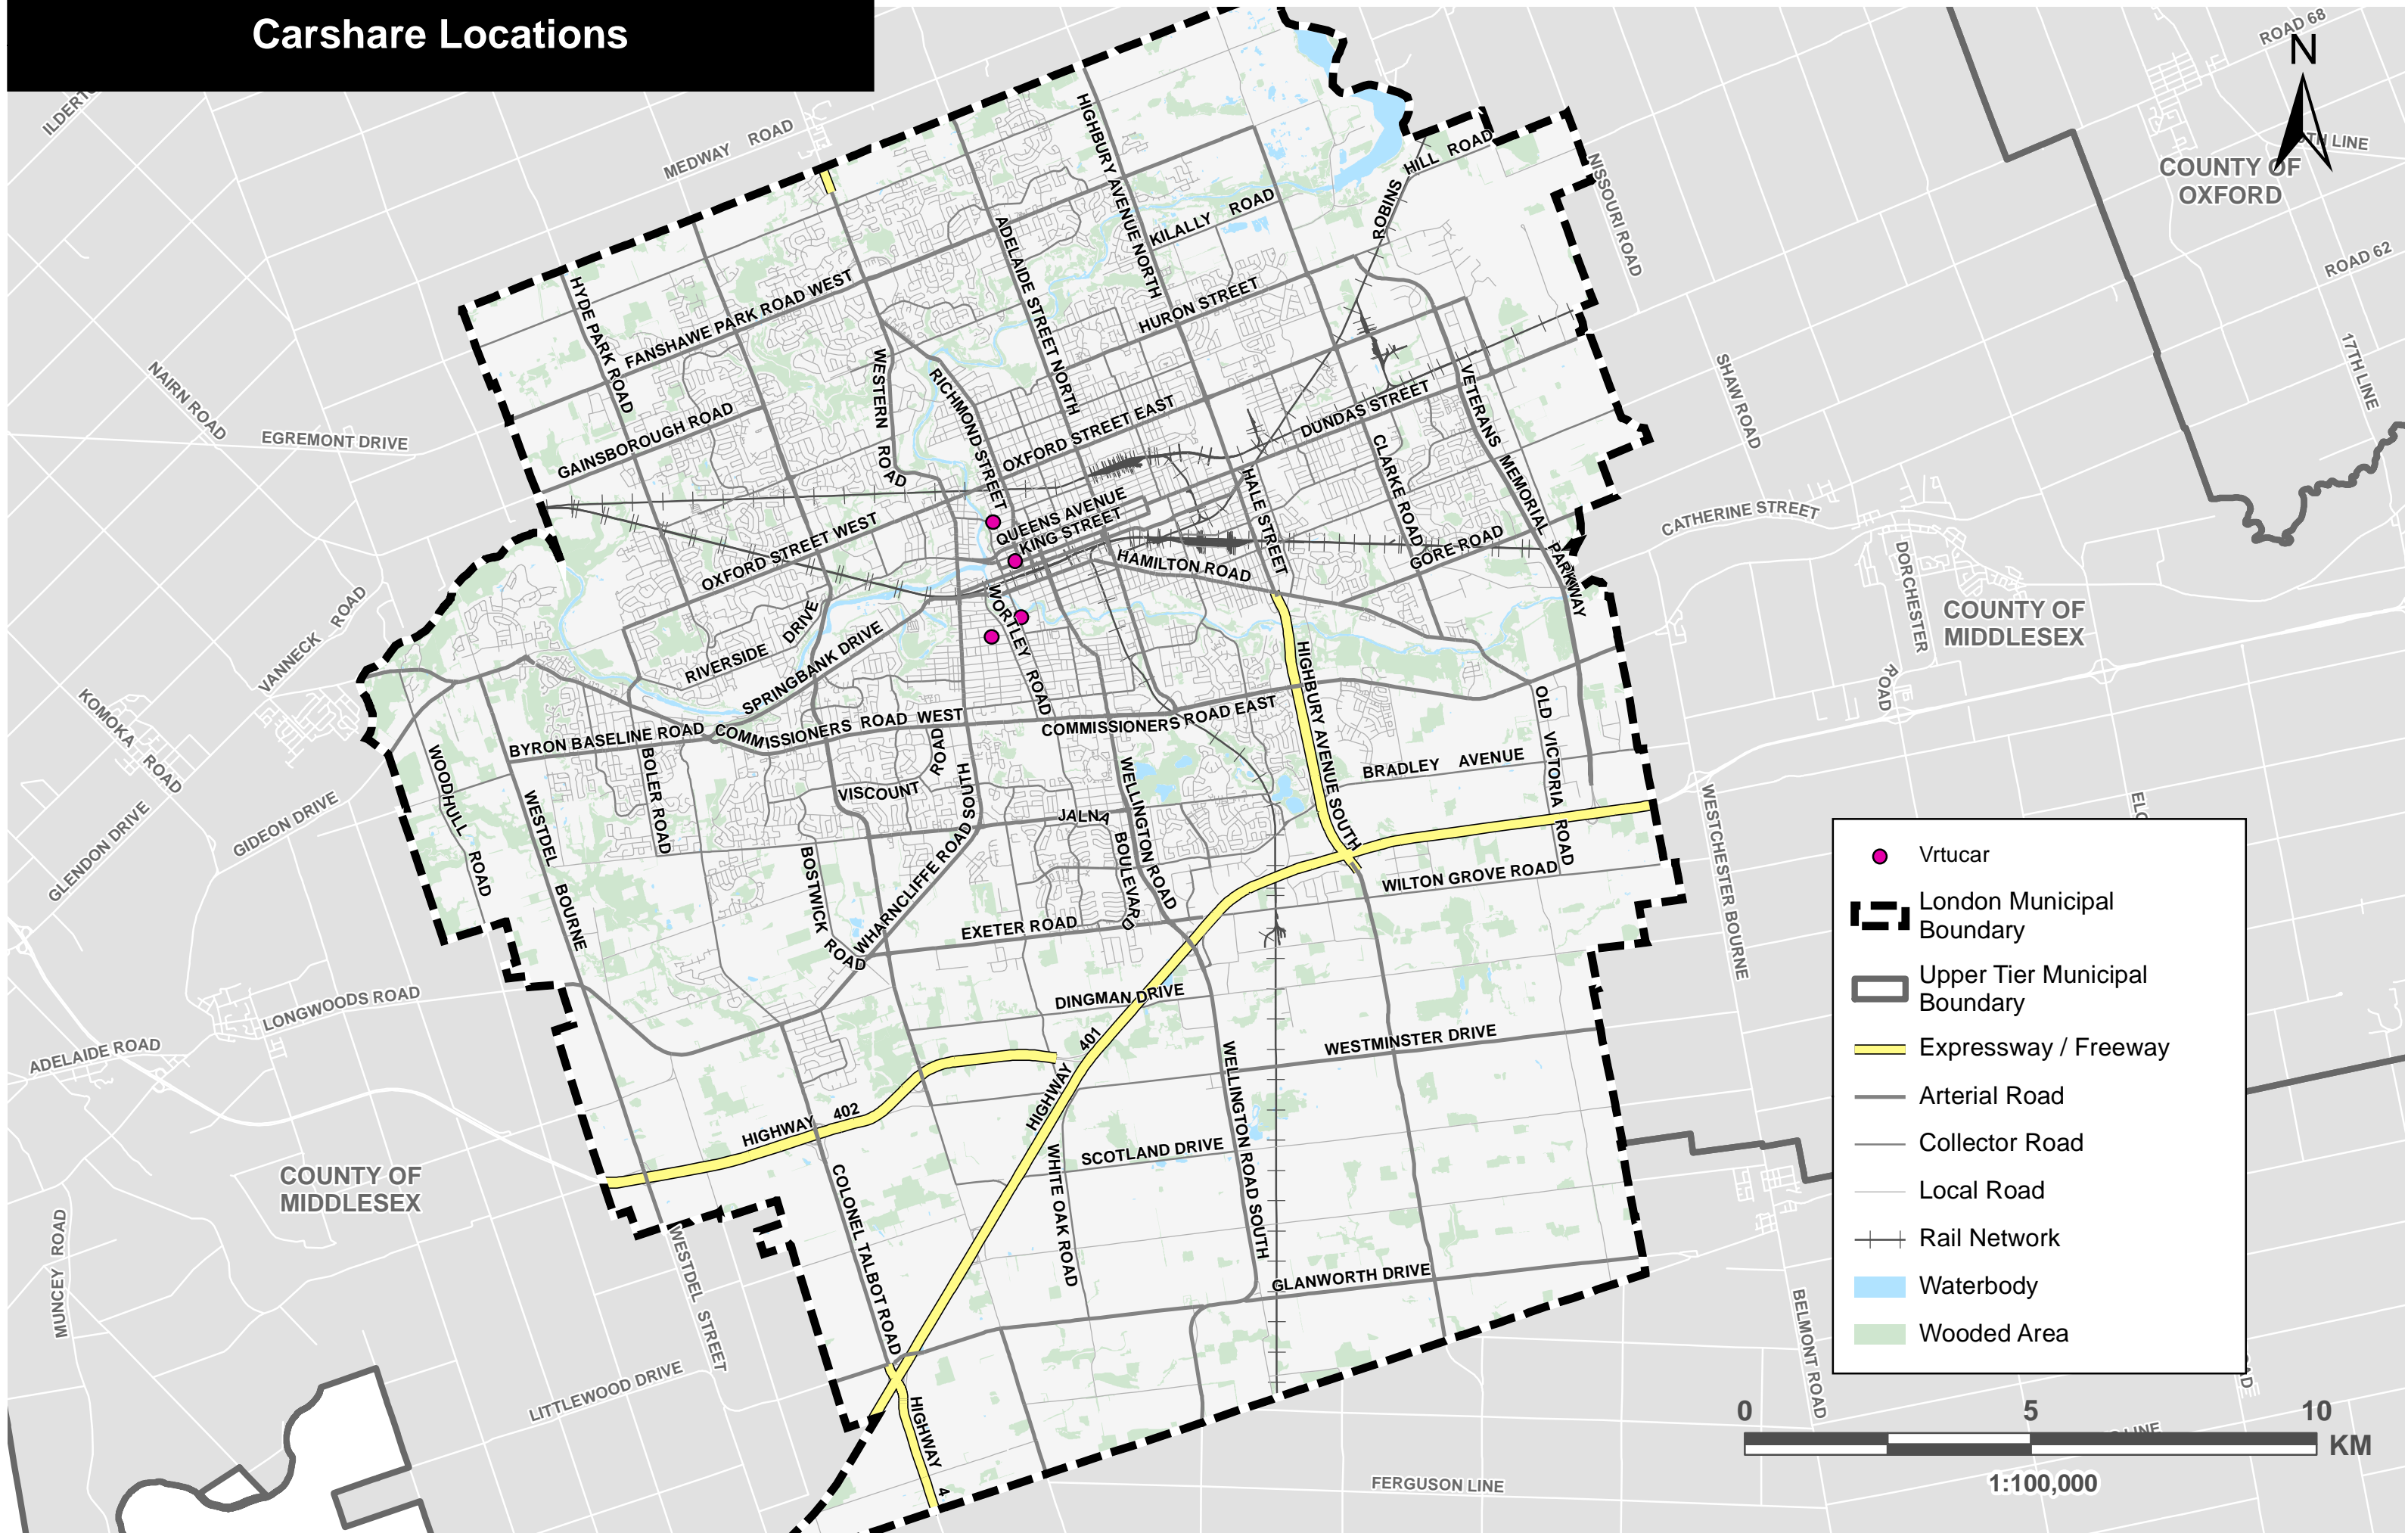 Carshare Locations
ROAD 68
N
MEDWAY ROAD
HIGHBURY AVENUE NORTH
ROBINS HILL ROAD
NISSOURI ROAD
COUNTY OF
OXFORD
ROAD 62
KILALLY ROAD
ADELAIDE STREET NORTH
HYDE PARK ROAD
FANSHAWE PARK ROAD WEST
HURON STREET
17TH LINE
NAIRN ROAD
EGREMONT DRIVE
WESTERN ROAD
RICHMOND STREET
GAINSBOROUGH ROAD
OXFORD STREET EAST
DUNDAS STREET
VETERANS MEMORIAL PARKWAY
SHAW ROAD
CLARKE ROAD
HALE STREET
QUEENS AVENUE
KING STREET
OXFORD STREET WEST
HAMILTON ROAD
GORE ROAD
CATHERINE STREET
DORCHESTER ROAD
COUNTY OF
MIDDLESEX
VANNECK ROAD
RIVERSIDE DRIVE
SPRINGBANK DRIVE
WORTLEY ROAD
KOMOKA ROAD
GLENDON DRIVE
GIDEON DRIVE
BYRON BASELINE ROAD
COMMISSIONERS ROAD WEST
COMMISSIONERS ROAD EAST
HIGHBURY AVENUE SOUTH
OLD VICTORIA ROAD
BRADLEY AVENUE
WOODHULL ROAD
WESTDEL BOURNE
BOLER ROAD
VISCOUNT ROAD
JALNA BOULEVARD
WELLINGTON ROAD
BOSTWICK ROAD
WHARNCLIFFE ROAD SOUTH
EXETER ROAD
WILTON GROVE ROAD
WESTCHESTER BOURNE
LONGWOODS ROAD
ADELAIDE ROAD
DINGMAN DRIVE
WESTMINSTER DRIVE
HIGHWAY 401
HIGHWAY 402
SCOTLAND DRIVE
WHITE OAK ROAD
WELLINGTON ROAD SOUTH
COLONEL TALBOT ROAD
COUNTY OF
MIDDLESEX
MUNCEY ROAD
WESTDEL STREET
GLANWORTH DRIVE
LITTLEWOOD DRIVE
HIGHWAY 4
BELMONT ROAD
FERGUSON LINE
Vrtucar
London Municipal
Boundary
Upper Tier Municipal
Boundary
Expressway / Freeway
Arterial Road
Collector Road
Local Road
Rail Network
Waterbody
Wooded Area
0 5 10
KM
1:100,000